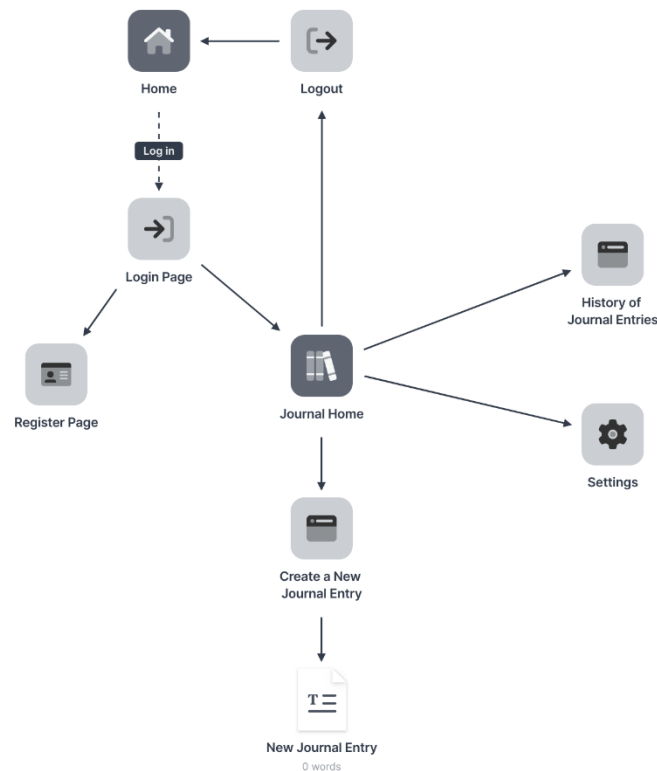 Home
Logout
Log in
Login Page
History of
Journal Entries
Register Page
Journal Home
Settings
Create a New
Journal Entry
T
New Journal Entry
0 words